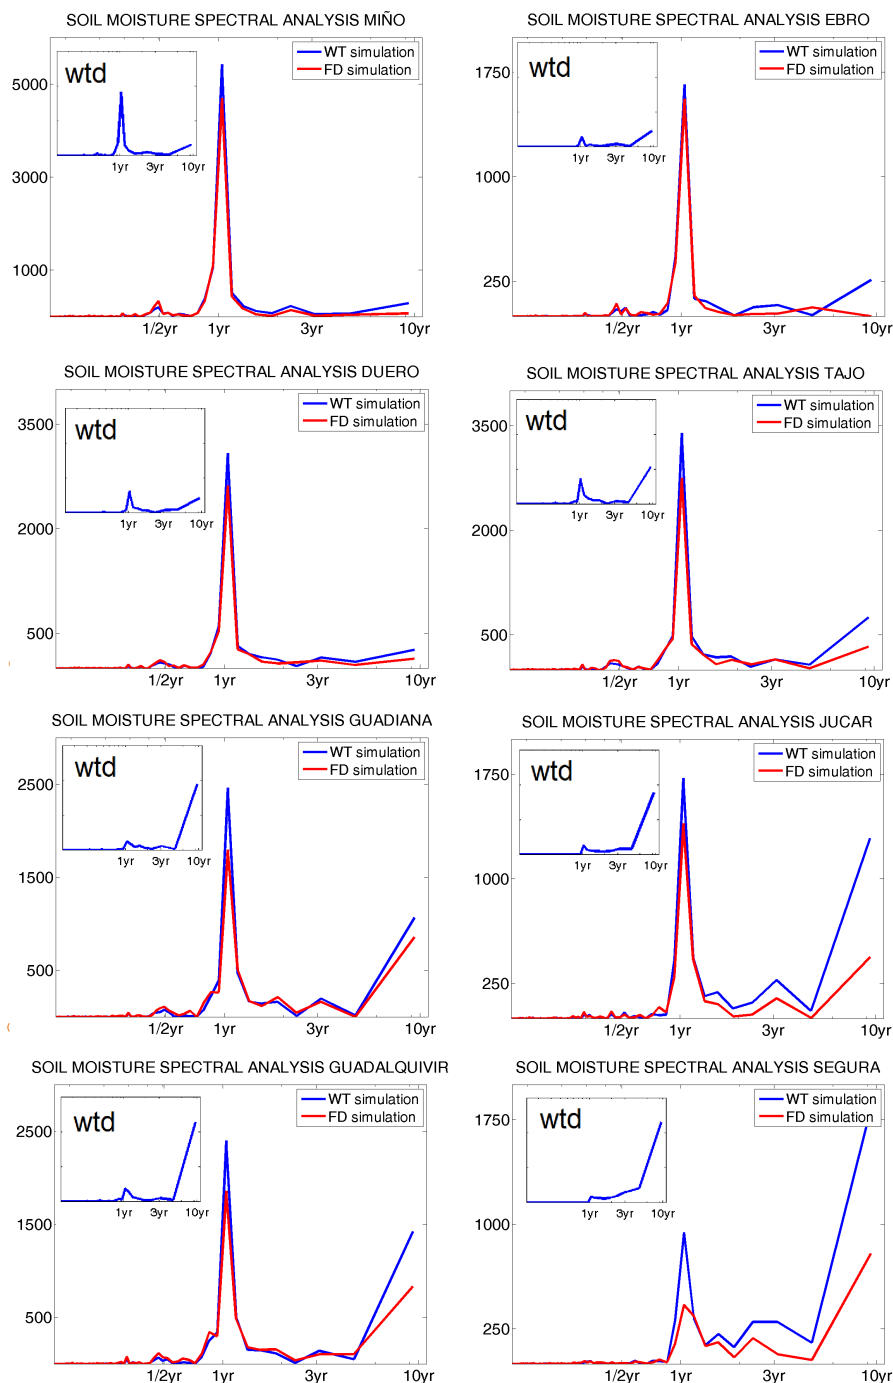 SOIL MOISTURE SPECTRAL ANALYSIS MIÑO
WT simulation
FD simulation
wtd
1yr 3yr 10yr
5000
3000
1000
1/2yr 1yr 3yr 10yr
SOIL MOISTURE SPECTRAL ANALYSIS EBRO
WT simulation
FD simulation
wtd
1yr 3yr 10yr
1750
1000
250
1/2yr 1yr 3yr 10yr
SOIL MOISTURE SPECTRAL ANALYSIS DUERO
WT simulation
FD simulation
wtd
1yr 3yr 10yr
3500
2000
500
1/2yr 1yr 3yr 10yr
SOIL MOISTURE SPECTRAL ANALYSIS TAJO
WT simulation
FD simulation
wtd
1yr 3yr 10yr
3500
2000
500
1/2yr 1yr 3yr 10yr
SOIL MOISTURE SPECTRAL ANALYSIS GUADIANA
WT simulation
FD simulation
wtd
1yr 3yr 10yr
2500
1500
500
1/2yr 1yr 3yr 10yr
SOIL MOISTURE SPECTRAL ANALYSIS JUCAR
WT simulation
FD simulation
wtd
1yr 3yr 10yr
1750
1000
250
1/2yr 1yr 3yr 10yr
SOIL MOISTURE SPECTRAL ANALYSIS GUADALQUIVIR
WT simulation
FD simulation
wtd
1yr 3yr 10yr
2500
1500
500
1/2yr 1yr 3yr 10yr
SOIL MOISTURE SPECTRAL ANALYSIS SEGURA
WT simulation
FD simulation
wtd
1yr 3yr 10yr
1750
1000
250
1/2yr 1yr 3yr 10yr